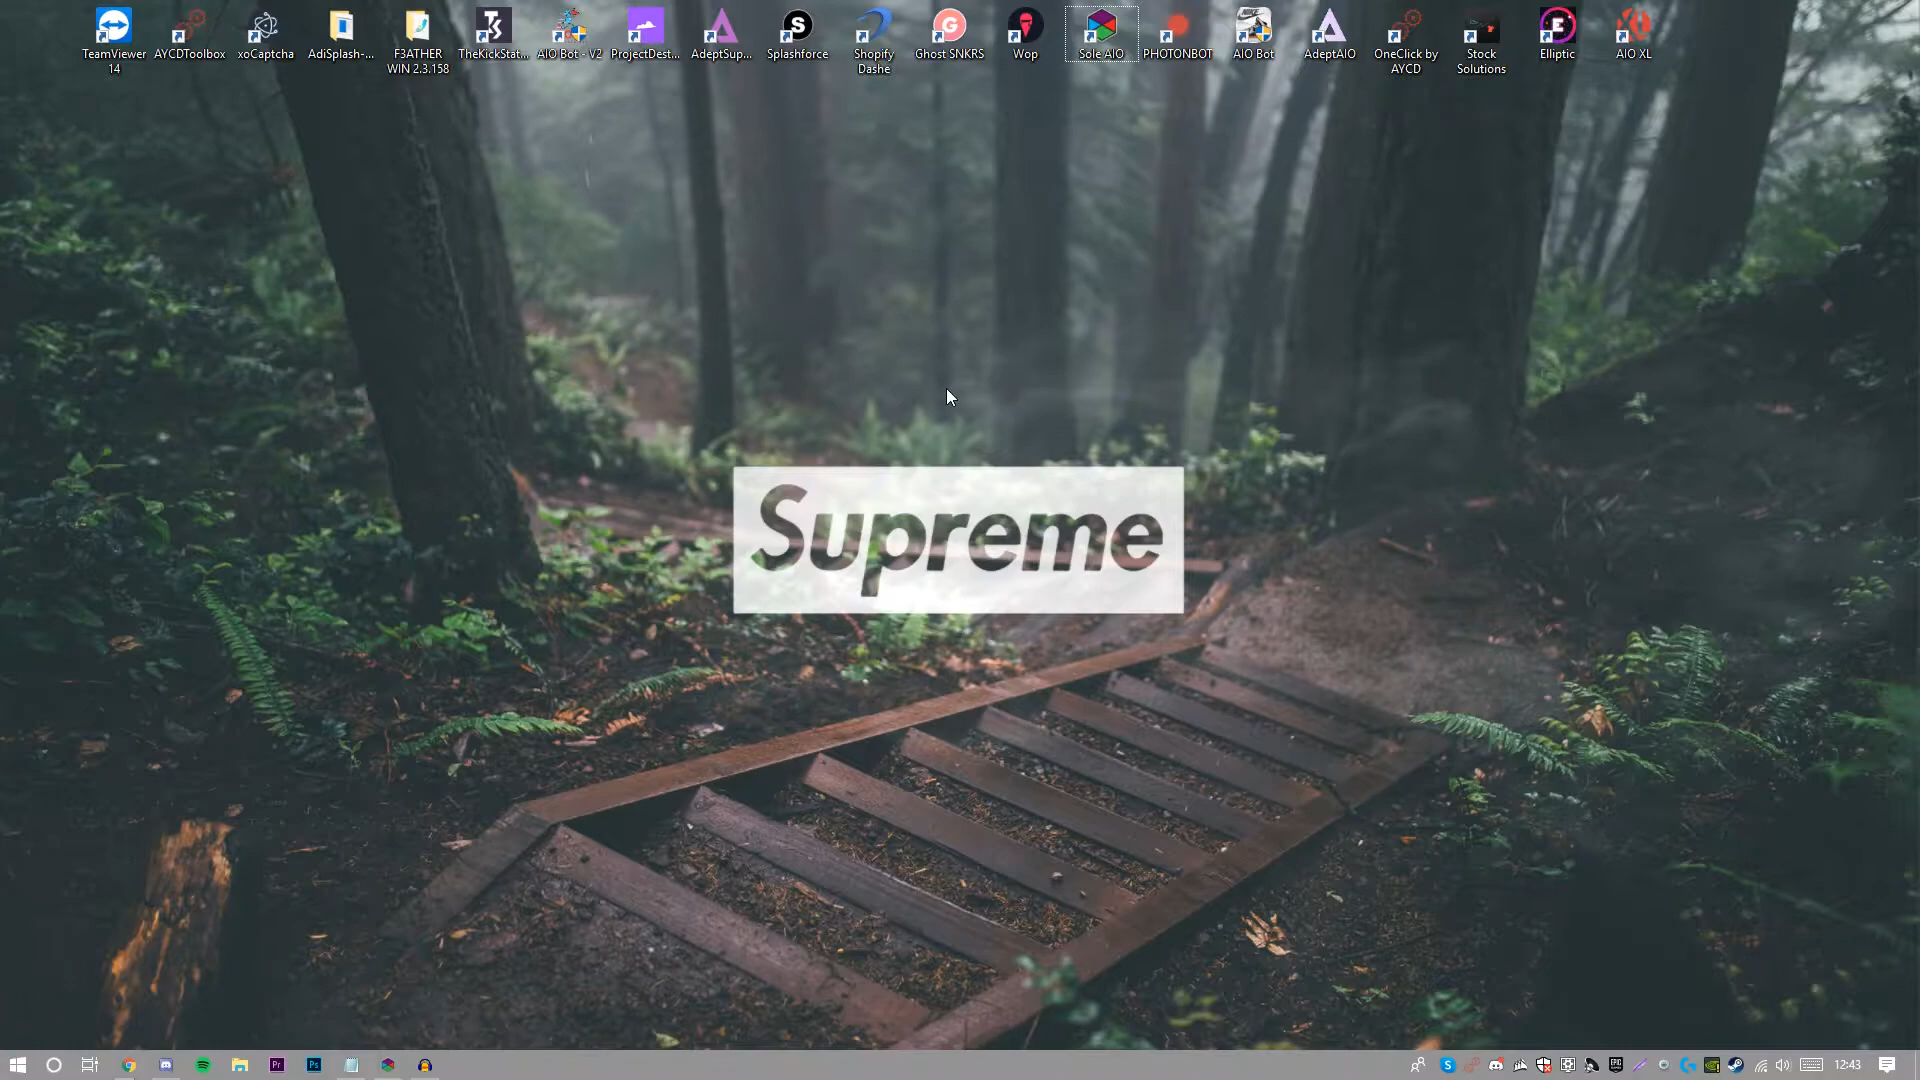 TeamViewer
14
AYCDToolbox
xoCaptcha
AdiSplash-...
F3ATHER
WIN 2.3.158
TheKickStat...
AIO Bot - V2
ProjectDest...
AdeptSup...
Splashforce
Shopify
Dashe
Ghost SNKRS
Wop
Sole AIO
PHOTONBOT
AIO Bot
AdeptAIO
OneClick by
AYCD
Stock
Solutions
Elliptic
AIO XL
Supreme
12:43